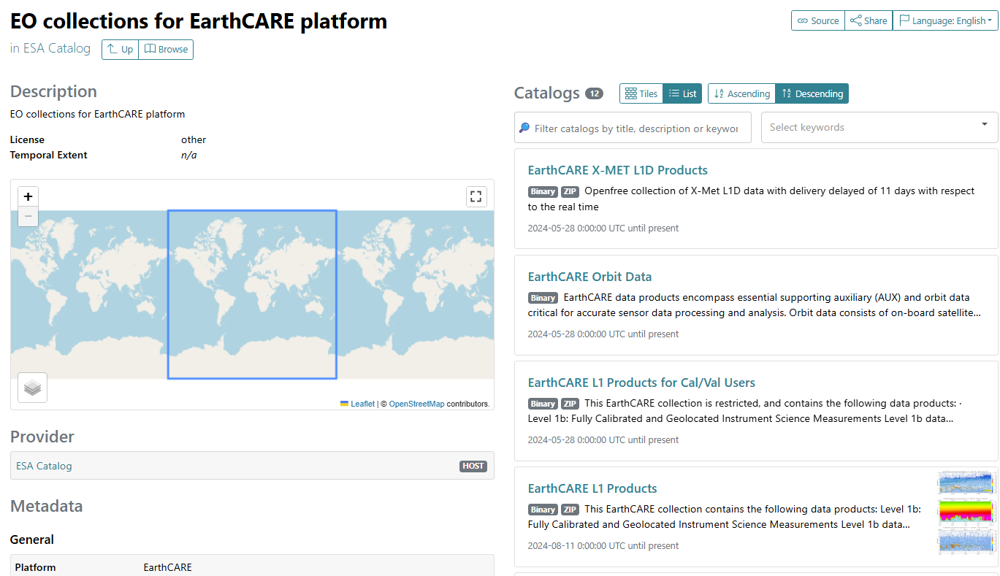 EO collections for EarthCARE platform
Source
Share
Language: English
in ESA Catalog
Up
Browse
Description
EO collections for EarthCARE platform
License other
Temporal Extent n/a
+
−
Leaflet | © OpenStreetMap contributors.
Provider
ESA Catalog HOST
Metadata
General
Platform EarthCARE
Catalogs 12
Tiles
List
Ascending
Descending
Filter catalogs by title, description or keywor
Select keywords
EarthCARE X-MET L1D Products
Binary ZIP Openfree collection of X-Met L1D data with delivery delayed of 11 days with respect
to the real time
2024-05-28 0:00:00 UTC until present
EarthCARE Orbit Data
Binary EarthCARE data products encompass essential supporting auxiliary (AUX) and orbit data
critical for accurate sensor data processing and analysis. Orbit data consists of on-board satellite...
2024-05-28 0:00:00 UTC until present
EarthCARE L1 Products for Cal/Val Users
Binary ZIP This EarthCARE collection is restricted, and contains the following data products: ·
Level 1b: Fully Calibrated and Geolocated Instrument Science Measurements Level 1b data...
2024-05-28 0:00:00 UTC until present
EarthCARE L1 Products
Binary ZIP This EarthCARE collection contains the following data products: Level 1b:
Fully Calibrated and Geolocated Instrument Science Measurements Level 1b data...
2024-08-11 0:00:00 UTC until present